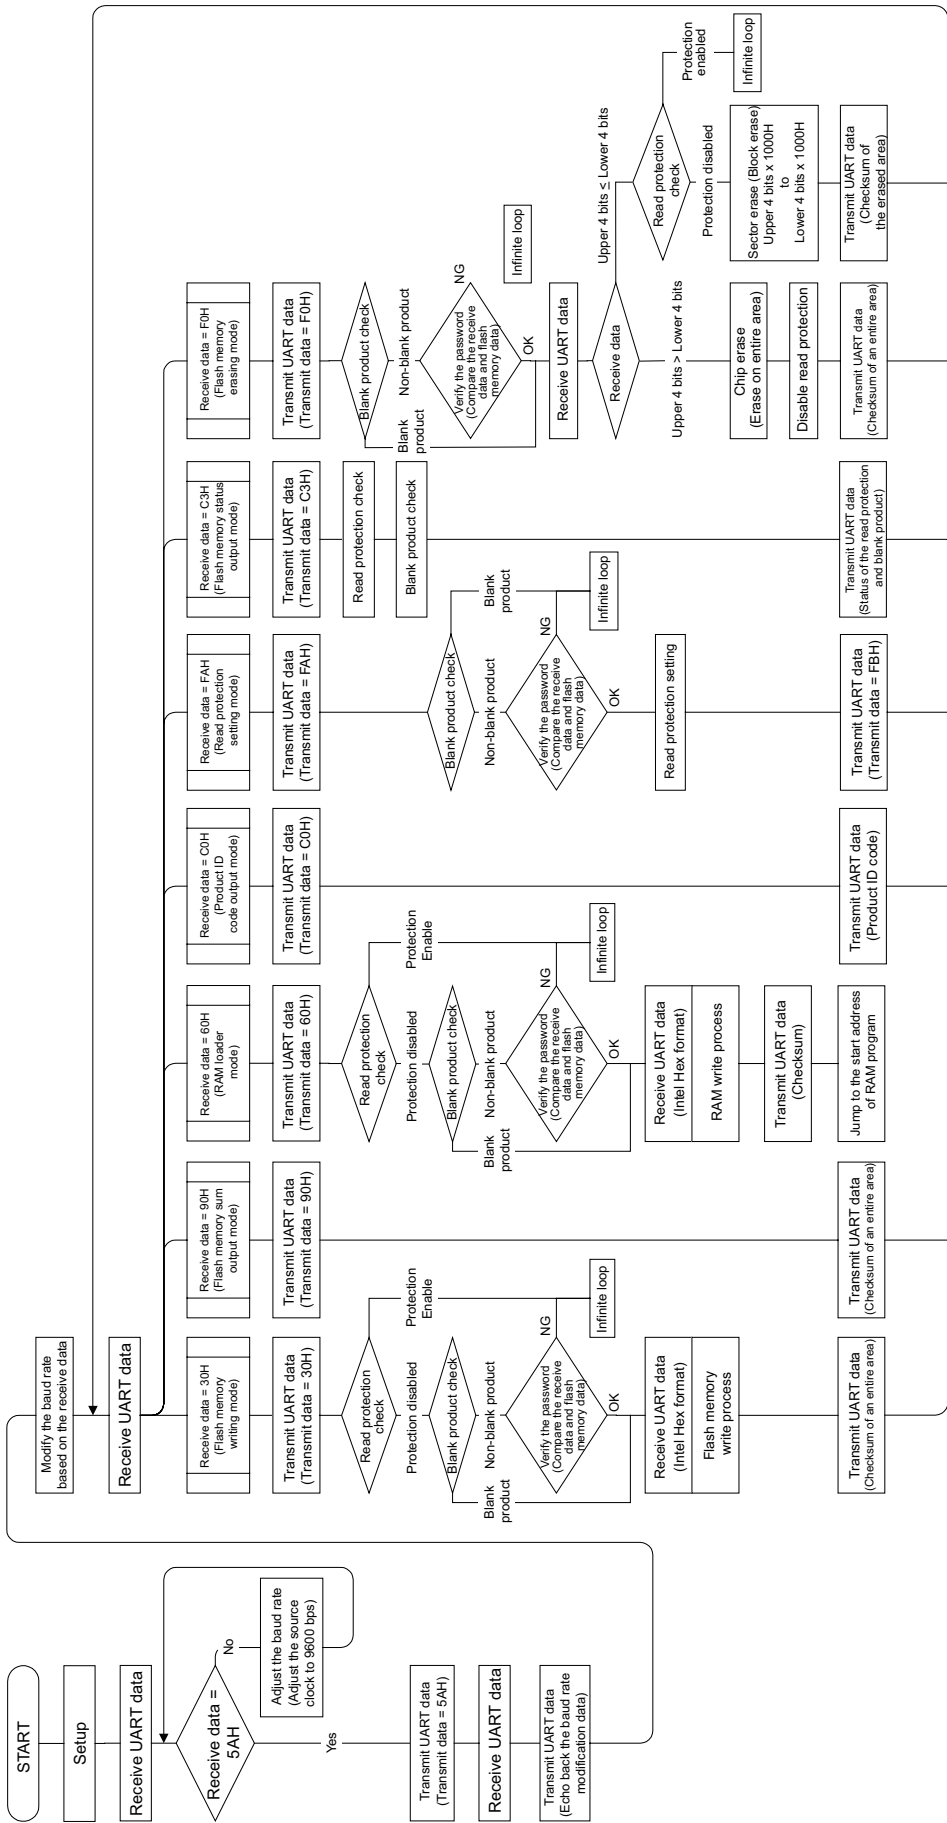 START
Setup
Receive UART data
Receive data =
5AH
No
Adjust the baud rate
(Adjust the source
clock to 9600 bps)
Yes
Transmit UART data
(Transmit data = 5AH)
Receive UART data
Transmit UART data
(Echo back the baud rate
modification data)
Modify the baud rate
based on the receive data
Receive UART data
Receive data = 30H
(Flash memory
writing mode)
Transmit UART data
(Transmit data = 30H)
Read protection
check
Protection
Enable
Protection disabled
Blank product check
Non-blank product
Blank
product
Verify the password
(Compare the receive
data and flash
memory data)
NG
Infinite loop
OK
Receive UART data
(Intel Hex format)
Flash memory
write process
Transmit UART data
(Checksum of an entire area)
Receive data = 90H
(Flash memory sum
output mode)
Transmit UART data
(Transmit data = 90H)
Transmit UART data
(Checksum of an entire area)
Receive data = 60H
(RAM loader
mode)
Transmit UART data
(Transmit data = 60H)
Read protection
check
Protection
Enable
Protection disabled
Blank product check
Non-blank product
Blank
product
Verify the password
(Compare the receive
data and flash
memory data)
NG
Infinite loop
OK
Receive UART data
(Intel Hex format)
RAM write process
Transmit UART data
(Checksum)
Jump to the start address
of RAM program
Receive data = C0H
(Product ID
code output mode)
Transmit UART data
(Transmit data = C0H)
Transmit UART data
(Product ID code)
Receive data = FAH
(Read protection
setting mode)
Transmit UART data
(Transmit data = FAH)
Blank product check
Blank
product
Non-blank product
Verify the password
(Compare the receive
data and flash
memory data)
NG
Infinite loop
OK
Read protection setting
Transmit UART data
(Transmit data = FBH)
Receive data = C3H
(Flash memory status
output mode)
Transmit UART data
(Transmit data = C3H)
Read protection check
Blank product check
Transmit UART data
(Status of the read protection
and blank product)
Receive data = F0H
(Flash memory
erasing mode)
Transmit UART data
(Transmit data = F0H)
Blank product check
Non-blank product
Blank
product
Verify the password
(Compare the receive
data and flash
memory data)
NG
Infinite loop
OK
Receive UART data
Receive data
Upper 4 bits > Lower 4 bits
Chip erase
(Erase on entire area)
Disable read protection
Transmit UART data
(Checksum of an entire area)
Upper 4 bits ≤ Lower 4 bits
Read protection
check
Protection
enabled
Infinite loop
Protection disabled
Sector erase (Block erase)
Upper 4 bits x 1000H
to
Lower 4 bits x 1000H
Transmit UART data
(Checksum of
the erased area)